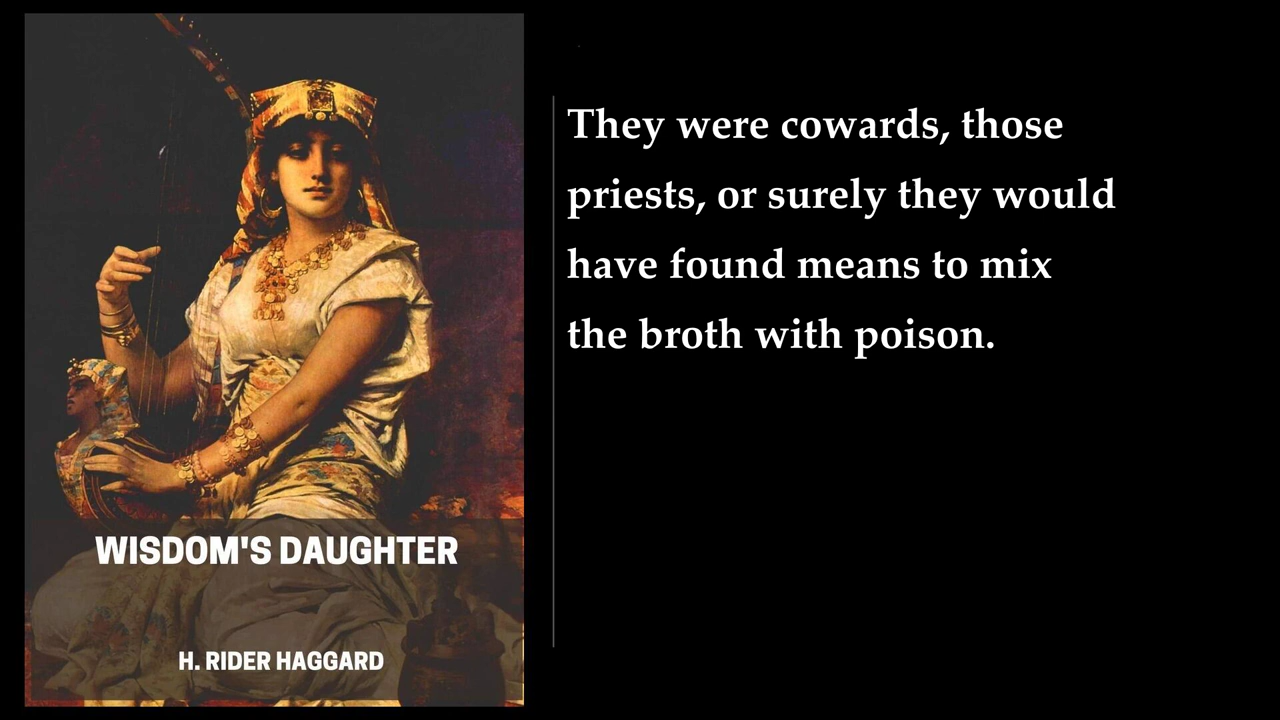 WISDOM'S DAUGHTER
H. RIDER HAGGARD
They were cowards, those
priests, or surely they would
have found means to mix
the broth with poison.